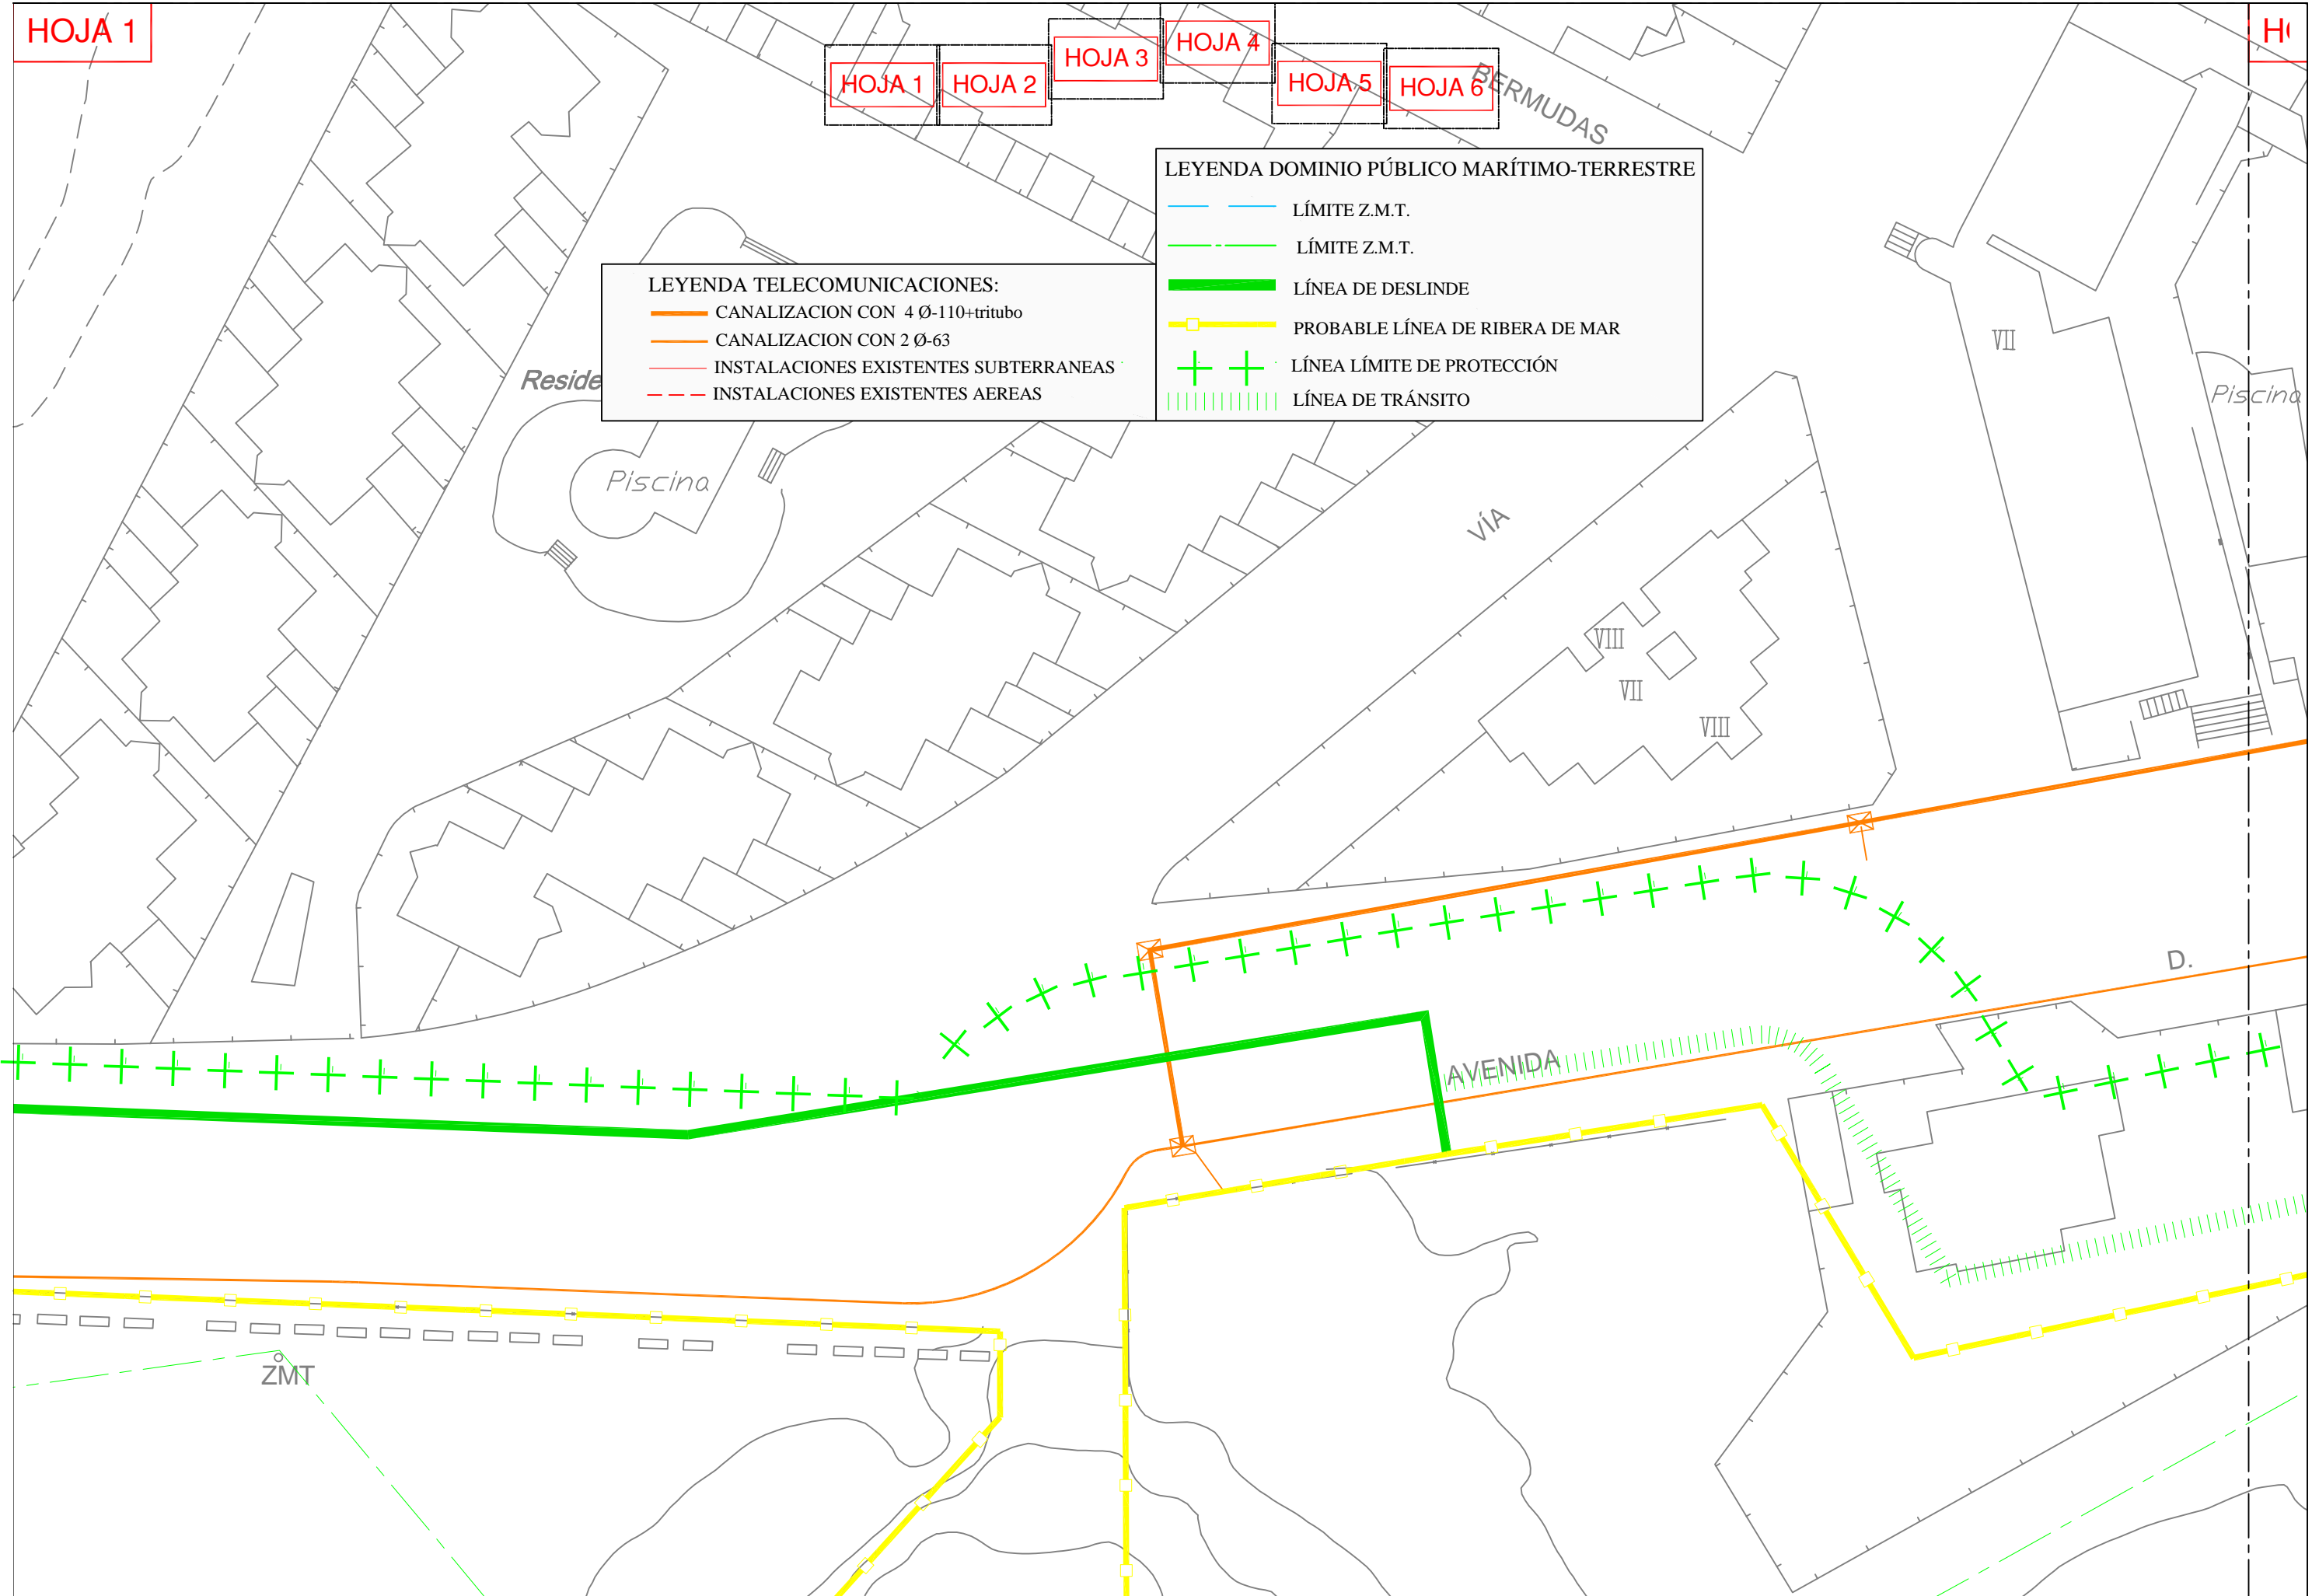 HOJA 1
HOJA 1
HOJA 2
HOJA 3
HOJA 4
HOJA 5
HOJA 6
BERMUDAS
LEYENDA DOMINIO PÚBLICO MARÍTIMO-TERRESTRE
LÍMITE Z.M.T.
LÍMITE Z.M.T.
LÍNEA DE DESLINDE
PROBABLE LÍNEA DE RIBERA DE MAR
LÍNEA LÍMITE DE PROTECCIÓN
LÍNEA DE TRÁNSITO
LEYENDA TELECOMUNICACIONES:
CANALIZACION CON 4 Ø-110+tritubo
CANALIZACION CON 2 Ø-63
INSTALACIONES EXISTENTES SUBTERRANEAS
INSTALACIONES EXISTENTES AEREAS
Reside
Piscina
VII
Piscina
VÍA
VIII
VII
VIII
D.
AVENIDA
ZMT